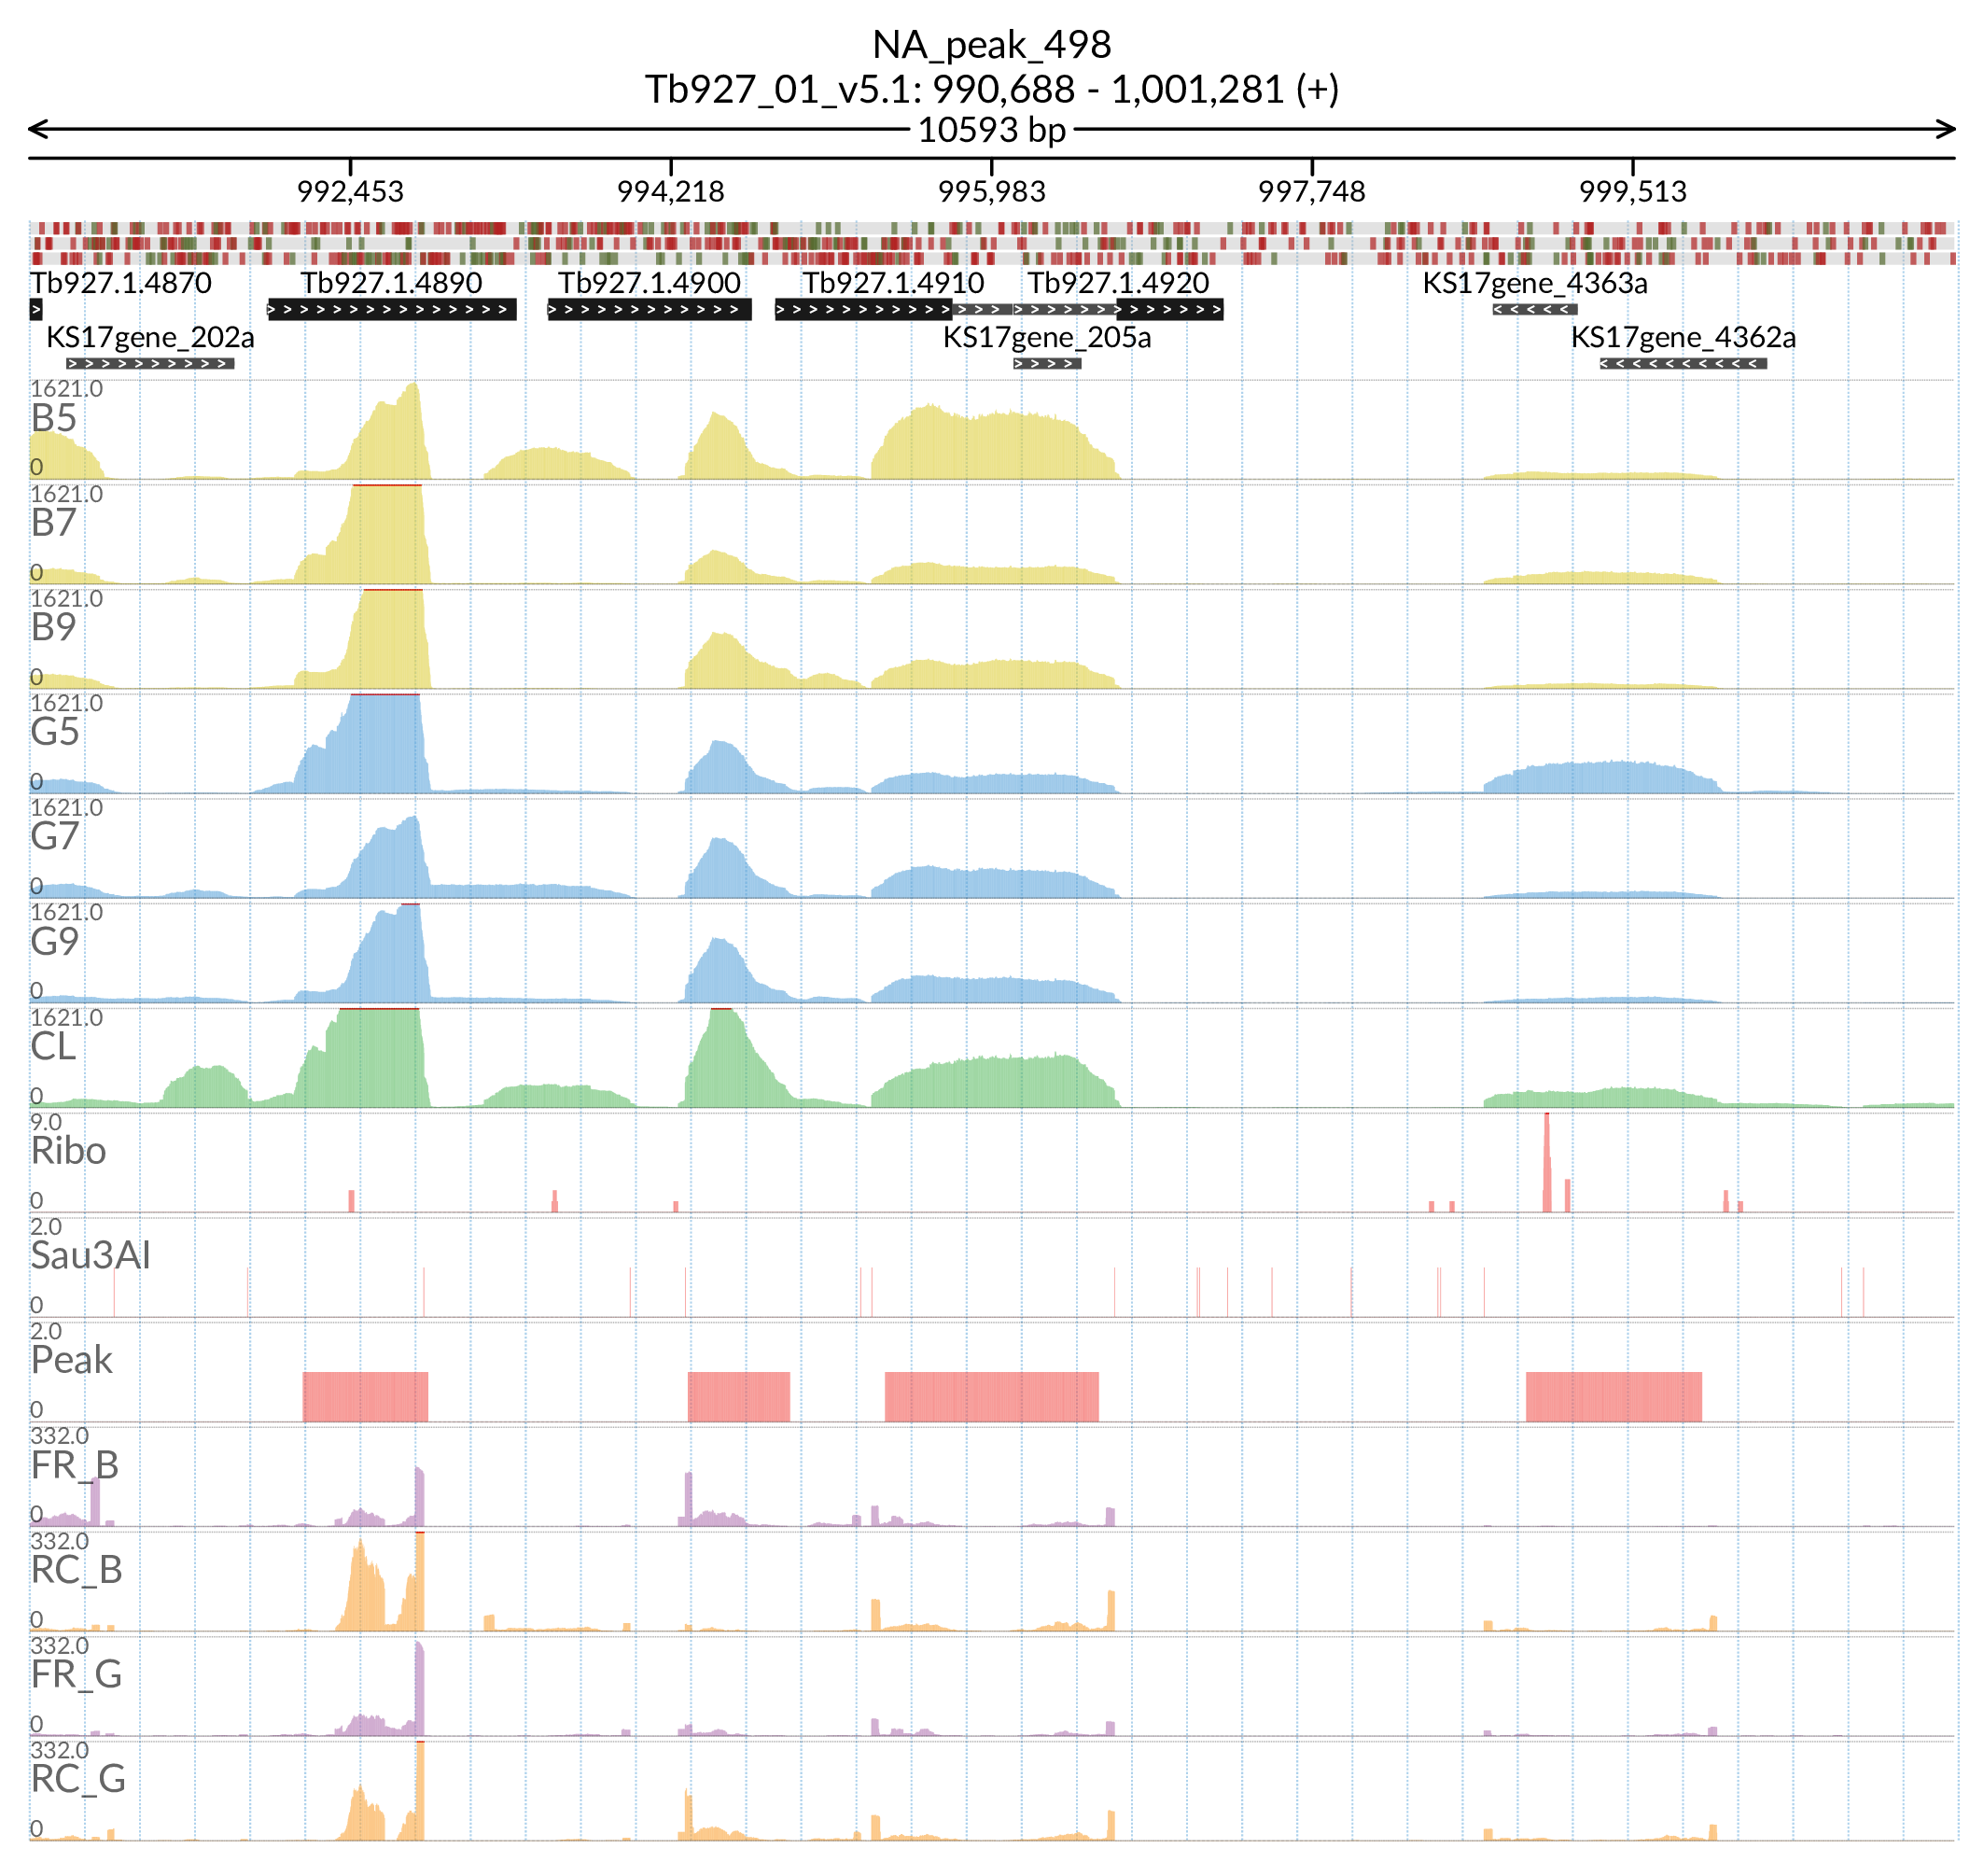 NA_peak_498
Tb927_01_v5.1: 990,688 - 1,001,281 (+)
10593 bp
992,453 994,218 995,983 997,748 999,513
Tb927.1.4870 Tb927.1.4890 Tb927.1.4900 Tb927.1.4910 Tb927.1.4920 KS17gene_4363a
KS17gene_202a KS17gene_205a KS17gene_4362a
1621.0
B5
0
1621.0
B7
0
1621.0
B9
0
1621.0
G5
0
1621.0
G7
0
1621.0
G9
0
1621.0
CL
0
9.0
Ribo
0
2.0
Sau3AI
0
2.0
Peak
0
332.0
FR_B
0
332.0
RC_B
0
332.0
FR_G
0
332.0
RC_G
0